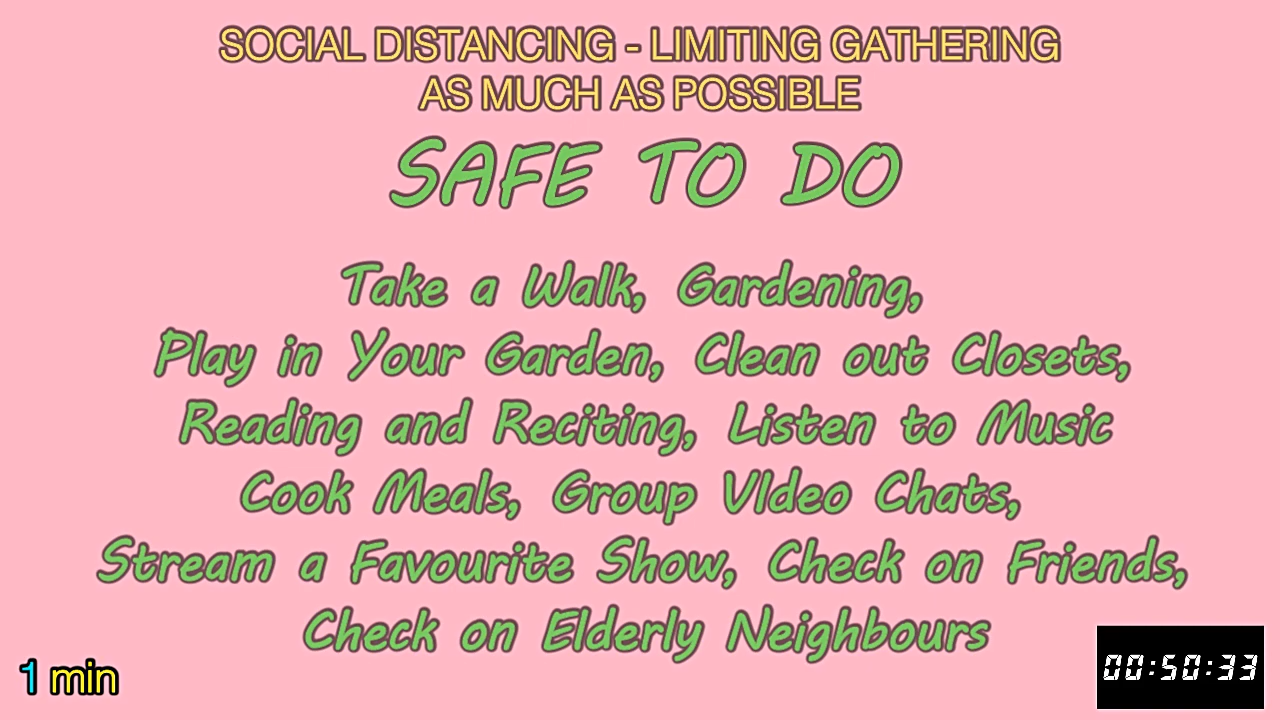 SOCIAL DISTANCING - LIMITING GATHERING
AS MUCH AS POSSIBLE
SAFE TO DO
Take a Walk, Gardening,
Play in Your Garden, Clean out Closets,
Reading and Reciting, Listen to Music
Cook Meals, Group VIdeo Chats,
Stream a Favourite Show, Check on Friends,
Check on Elderly Neighbours
1 min
00:50:33